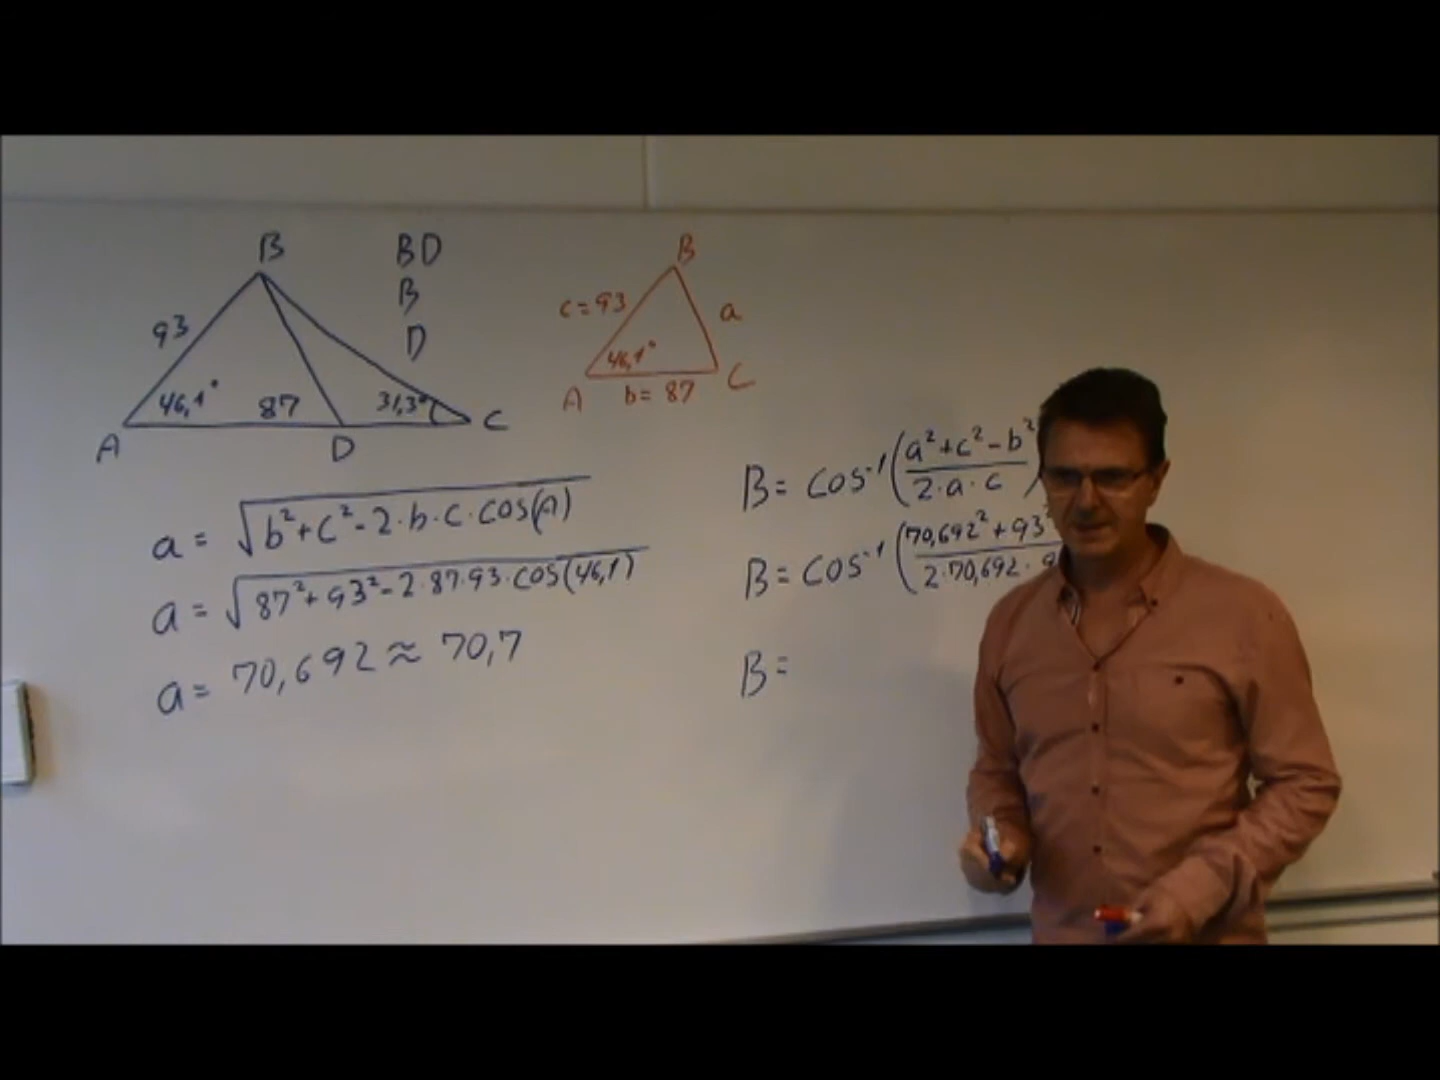 B
BD
93
B
D
46,1°
87
31,3°
A
D
C
B
c = 93
a
46,1°
A
b = 87
C
a = √(b² + c² - 2·b·c·cos(A))
a = √(87² + 93² - 2·87·93·cos(46,1))
a = 70,692 ≈ 70,7
B = cos⁻¹((a² + c² - b²)/(2·a·c))
B = cos⁻¹((70,692² + 93²)/(2·70,692·
B =